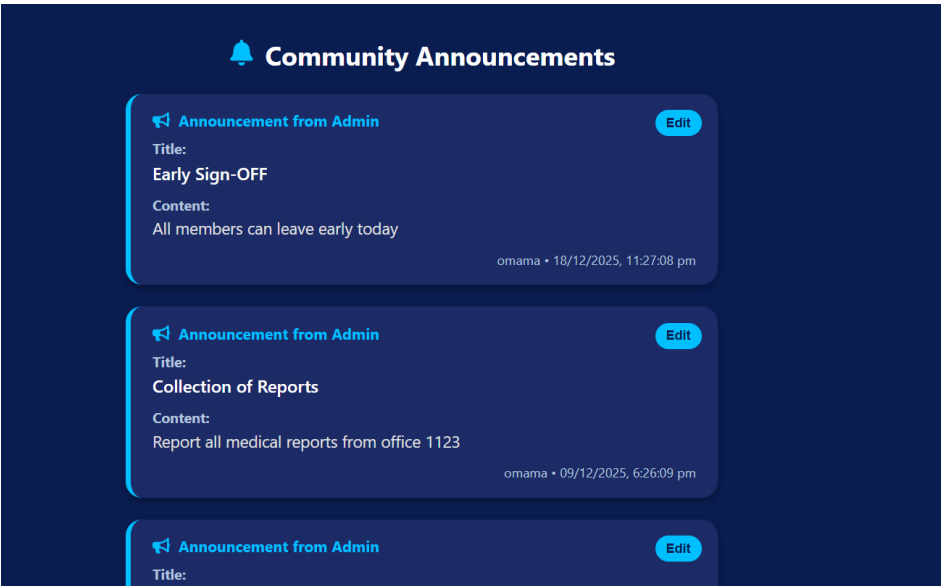 Community Announcements
Announcement from Admin
Edit
Title:
Early Sign-OFF
Content:
All members can leave early today
omama • 18/12/2025, 11:27:08 pm
Announcement from Admin
Edit
Title:
Collection of Reports
Content:
Report all medical reports from office 1123
omama • 09/12/2025, 6:26:09 pm
Announcement from Admin
Edit
Title: